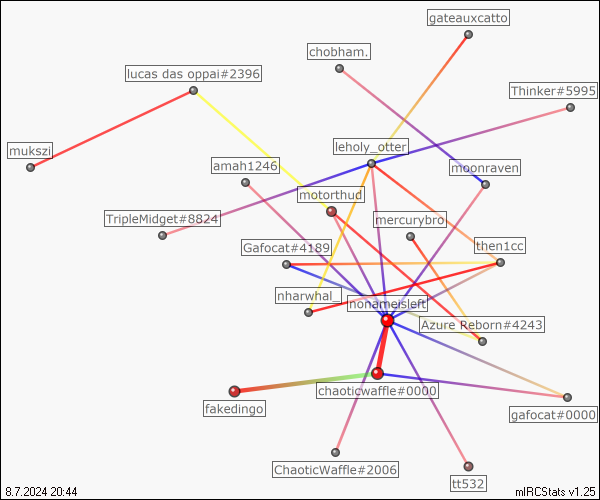 gateauxcatto
chobham.
lucas das oppai#2396
Thinker#5995
leholy_otter
mukszi
amah1246
moonraven
motorthud
TripleMidget#8824
mercurybro
Gafocat#4189
then1cc
nharwhal_
nonameisleft
Azure Reborn#4243
chaoticwaffle#0000
fakedingo
gafocat#0000
ChaoticWaffle#2006
tt532
8.7.2024 20:44
mIRCStats v1.25